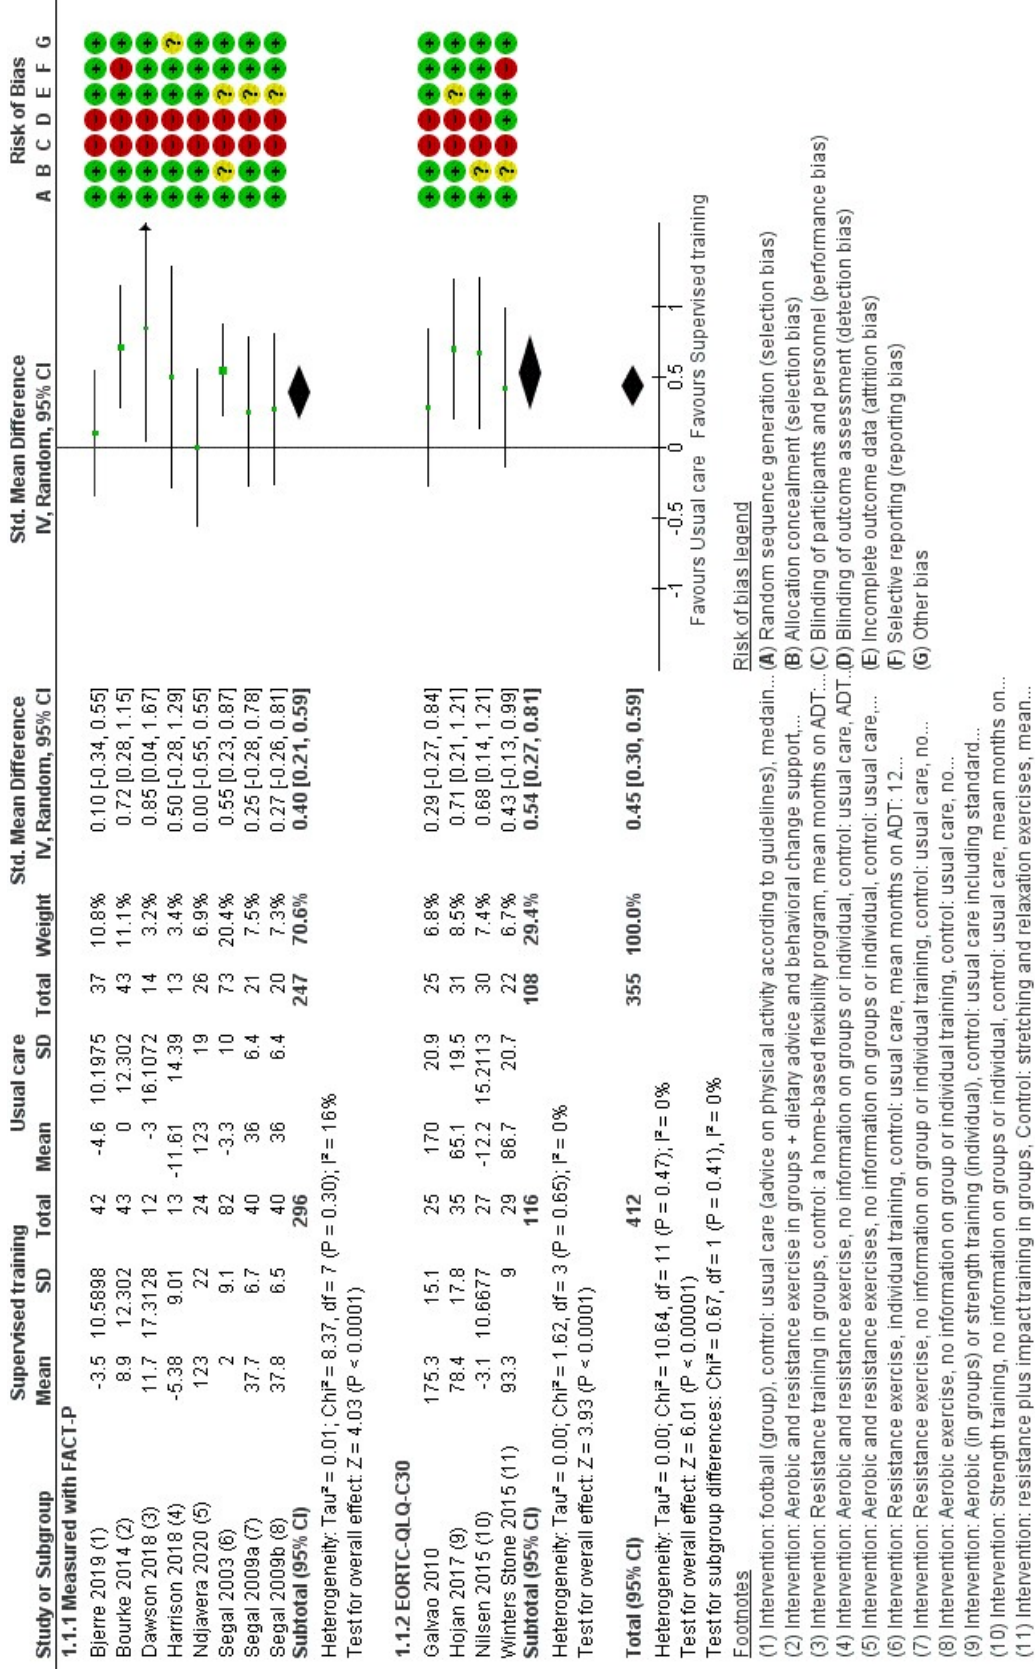 Supervised training Usual care Std. Mean Difference Std. Mean Difference Risk of Bias
Study or Subgroup Mean SD Total Mean SD Total Weight IV, Random, 95% CI IV, Random, 95% CI A B C D E F G
1.1.1 Measured with FACT-P
Bjerre 2019 (1) -3.5 10.5898 42 -4.6 10.1975 37 10.8% 0.10 [-0.34, 0.55] + + - - + + +
Bourke 2014 (2) 8.9 12.302 43 0 12.302 43 11.1% 0.72 [0.28, 1.15] + + - - + - +
Dawson 2018 (3) 11.7 17.3128 12 -3 16.1072 14 3.2% 0.85 [0.04, 1.67] + + - - + + +
Harrison 2018 (4) -5.38 9.01 13 -11.61 14.39 13 3.4% 0.50 [-0.28, 1.29] + + - - + + ?
Ndjavera 2020 (5) 123 22 24 123 19 26 6.9% 0.00 [-0.55, 0.55] + + - - + + +
Segal 2003 (6) 2 9.1 82 -3.3 10 73 20.4% 0.55 [0.23, 0.87] + ? - - ? + +
Segal 2009a (7) 37.7 6.7 40 36 6.4 21 7.5% 0.25 [-0.28, 0.78] + + - - ? + +
Segal 2009b (8) 37.8 6.5 40 36 6.4 20 7.3% 0.27 [-0.26, 0.81] + + - - ? + +
Subtotal (95% CI) 296 247 70.6% 0.40 [0.21, 0.59]
Heterogeneity: Tau² = 0.01; Chi² = 8.37, df = 7 (P = 0.30); I² = 16%
Test for overall effect: Z = 4.03 (P < 0.0001)
1.1.2 EORTC-QLQ-C30
Galvao 2010 175.3 15.1 25 170 20.9 25 6.8% 0.29 [-0.27, 0.84] + + - - + + +
Hojan 2017 (9) 78.4 17.8 35 65.1 19.5 31 8.5% 0.71 [0.21, 1.21] + + - - ? + +
Nilsen 2015 (10) -3.1 10.6677 27 -12.2 15.2113 30 7.4% 0.68 [0.14, 1.21] + ? - - + + +
Winters Stone 2015 (11) 93.3 9 29 86.7 20.7 22 6.7% 0.43 [-0.13, 0.99] + ? - + + - +
Subtotal (95% CI) 116 108 29.4% 0.54 [0.27, 0.81]
Heterogeneity: Tau² = 0.00; Chi² = 1.62, df = 3 (P = 0.65); I² = 0%
Test for overall effect: Z = 3.93 (P < 0.0001)
Total (95% CI) 412 355 100.0% 0.45 [0.30, 0.59]
Heterogeneity: Tau² = 0.00; Chi² = 10.64, df = 11 (P = 0.47); I² = 0%
Test for overall effect: Z = 6.01 (P < 0.00001)
Test for subgroup differences: Chi² = 0.67, df = 1 (P = 0.41), I² = 0%
-1 -0.5 0 0.5 1
Favours Usual care Favours Supervised training
Footnotes
(1) Intervention: football (group), control: usual care (advice on physical activity according to guidelines), medain...
(2) Intervention: Aerobic and resistance exercise in groups + dietary advice and behavioral change support,...
(3) Intervention: Resistance training in groups, control: a home-based flexibility program, mean months on ADT:...
(4) Intervention: Aerobic and resistance exercise, no information on groups or individual, control: usual care, ADT...
(5) Intervention: Aerobic and resistance exercises, no information on groups or individual, control: usual care,...
(6) Intervention: Resistance exercise, individual training, control: usual care, mean months on ADT: 12...
(7) Intervention: Resistance exercise, no information on group or individual training, control: usual care, no...
(8) Intervention: Aerobic exercise, no information on group or individual training, control: usual care, no...
(9) Intervention: Aerobic (in groups) or strength training (individual), control: usual care including standard...
(10) Intervention: Strength training, no information on groups or individual, control: usual care, mean months on...
(11) Intervention: resistance plus impact training in groups, Control: stretching and relaxation exercises, mean...
Risk of bias legend
(A) Random sequence generation (selection bias)
(B) Allocation concealment (selection bias)
(C) Blinding of participants and personnel (performance bias)
(D) Blinding of outcome assessment (detection bias)
(E) Incomplete outcome data (attrition bias)
(F) Selective reporting (reporting bias)
(G) Other bias